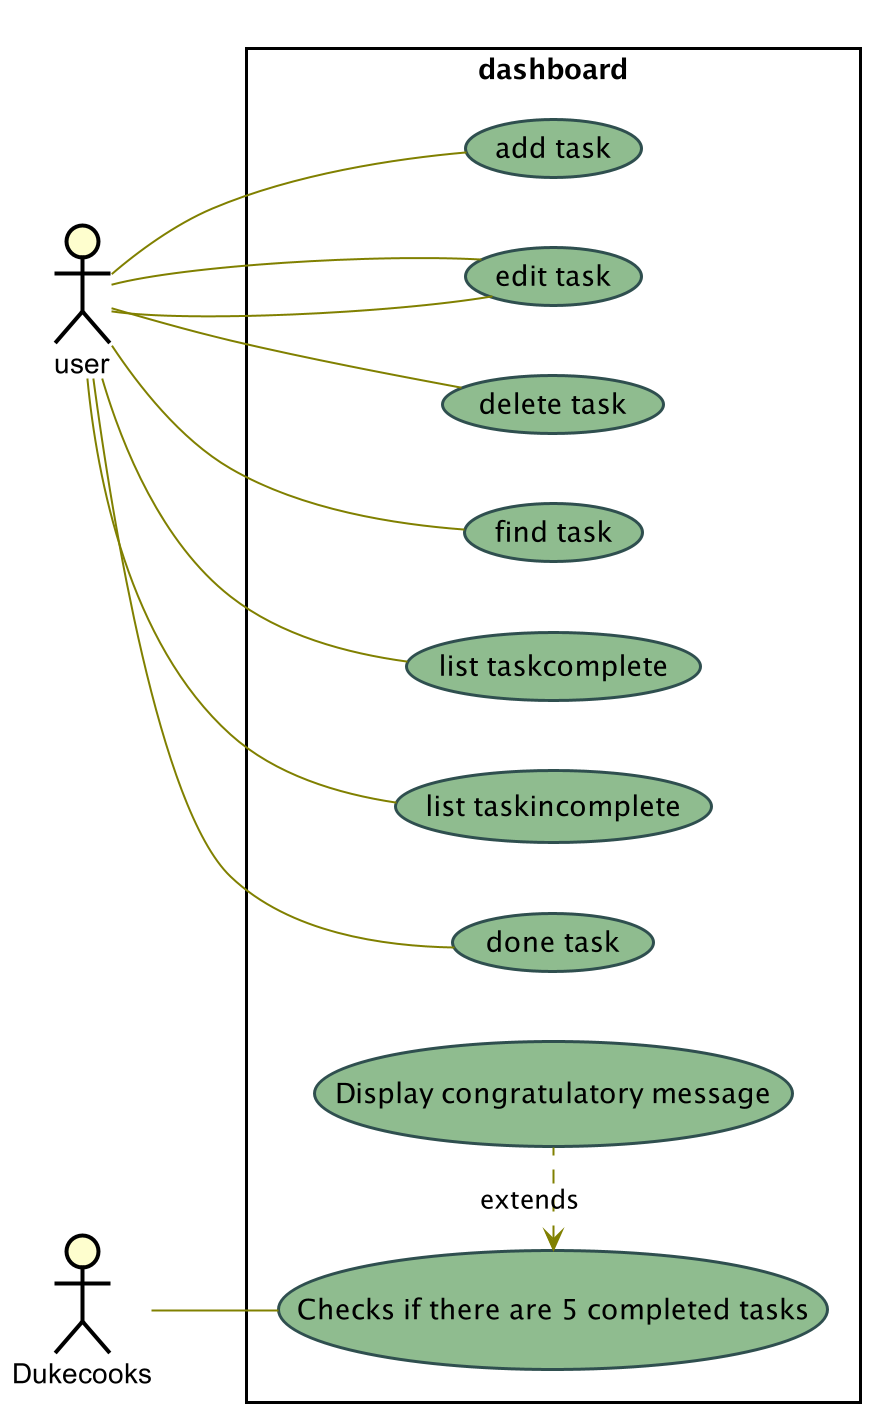 dashboard
add task
edit task
delete task
user
find task
list taskcomplete
list taskincomplete
done task
Display congratulatory message
extends
Checks if there are 5 completed tasks
Dukecooks